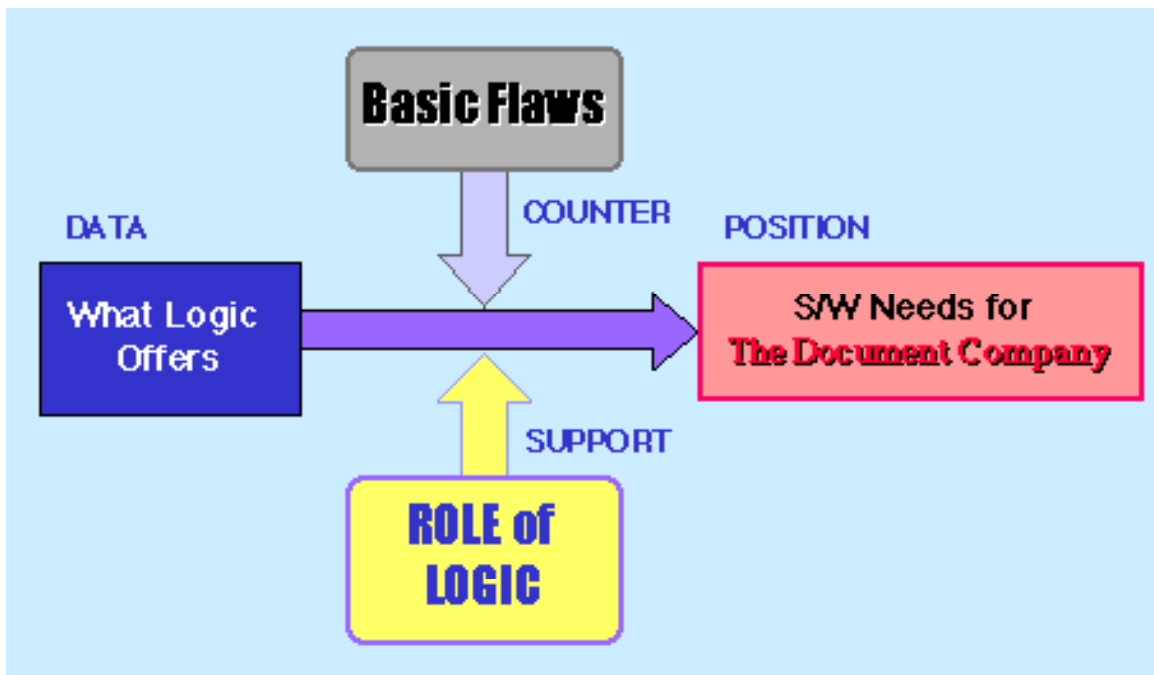 Basic Flaws
COUNTER
DATA
POSITION
What Logic
Offers
S/W Needs for
The Document Company
SUPPORT
ROLE of
LOGIC